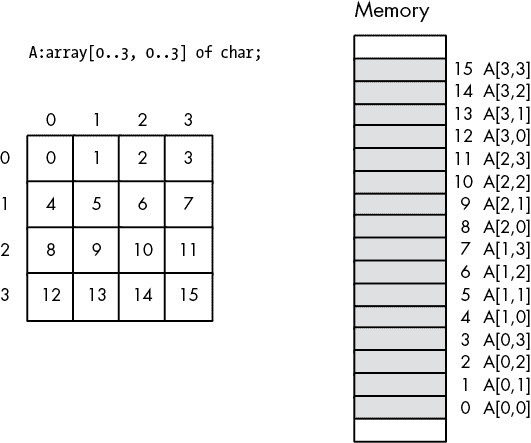 Memory
A:array[0..3, 0..3] of char;
0 1 2 3
0 0 1 2 3
1 4 5 6 7
2 8 9 10 11
3 12 13 14 15
15 A[3,3]
14 A[3,2]
13 A[3,1]
12 A[3,0]
11 A[2,3]
10 A[2,2]
9 A[2,1]
8 A[2,0]
7 A[1,3]
6 A[1,2]
5 A[1,1]
4 A[1,0]
3 A[0,3]
2 A[0,2]
1 A[0,1]
0 A[0,0]